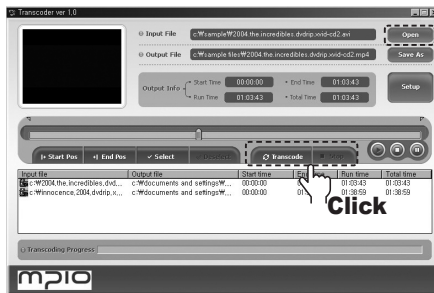 Transcoder ver 1,0
Input File c:₩sample₩2004.the incredibles.dvdrip.xvid-cd2.avi Open
Output File c:₩sample files₩2004.the incredibles.dvdrip.xvid-cd2.mp4 Save As
Output Info Start Time 00:00:00 End Time 01:03:43 Setup
Run Time 01:03:43 Total Time 01:03:43
Start Pos End Pos Select Transcode
Input file Output file Start time Run time Total time
c:₩2004,the,incredibles,dvd,,, c:₩documents and settings₩,,, 00:00:00 01:03:43 01:03:43
c:₩innocence,2004,dvdrip,x,,, c:₩documents and settings₩,,, 00:00:00 01:38:59 01:38:59
Click
Transcoding Progress
mpio